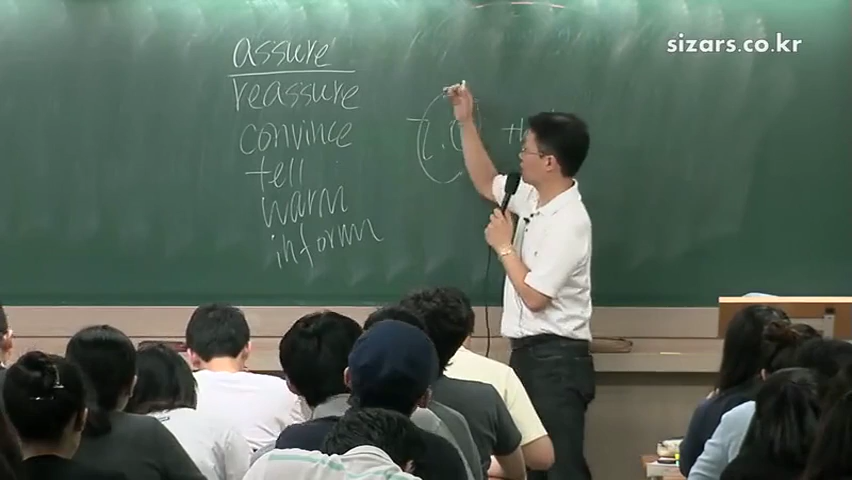 sizars.co.kr
assure
reassure
convince
tell
warn
inform
I.O